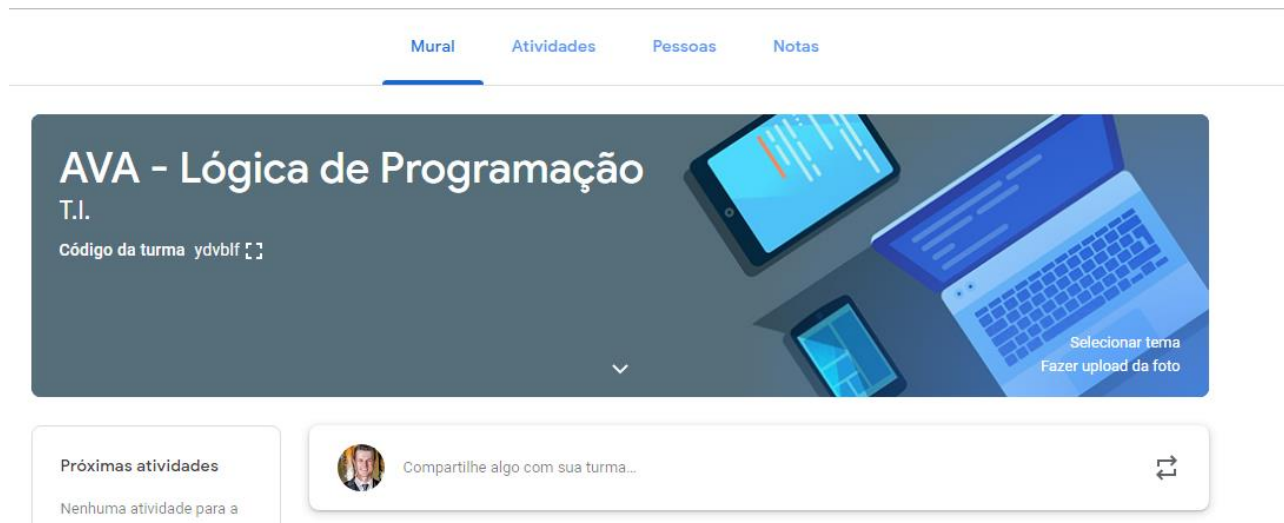 Mural Atividades Pessoas Notas
AVA - Lógica de Programação
T.I.
Código da turma ydvblf
Selecionar tema
Fazer upload da foto
Próximas atividades
Nenhuma atividade para a
Compartilhe algo com sua turma...